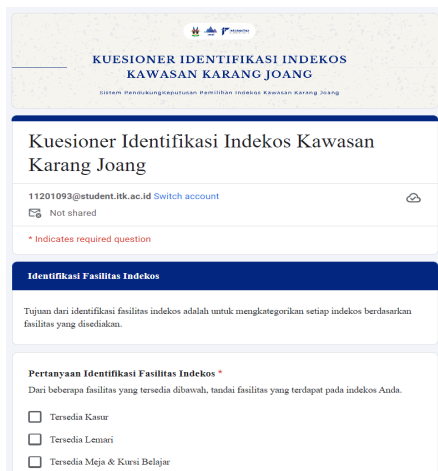 KUESIONER IDENTIFIKASI INDEKOS
KAWASAN KARANG JOANG
Sistem PendukungKeputusan Pemilihan Indekos Kawasan Karang Joang
Kuesioner Identifikasi Indekos Kawasan
Karang Joang
11201093@student.itk.ac.id Switch account
Not shared
* Indicates required question
Identifikasi Fasilitas Indekos
Tujuan dari identifikasi fasilitas indekos adalah untuk mengkategorikan setiap indekos berdasarkan
fasilitas yang disediakan.
Pertanyaan Identifikasi Fasilitas Indekos *
Dari beberapa fasilitas yang tersedia dibawah, tandai fasilitas yang terdapat pada indekos Anda.
Tersedia Kasur
Tersedia Lemari
Tersedia Meja & Kursi Belajar